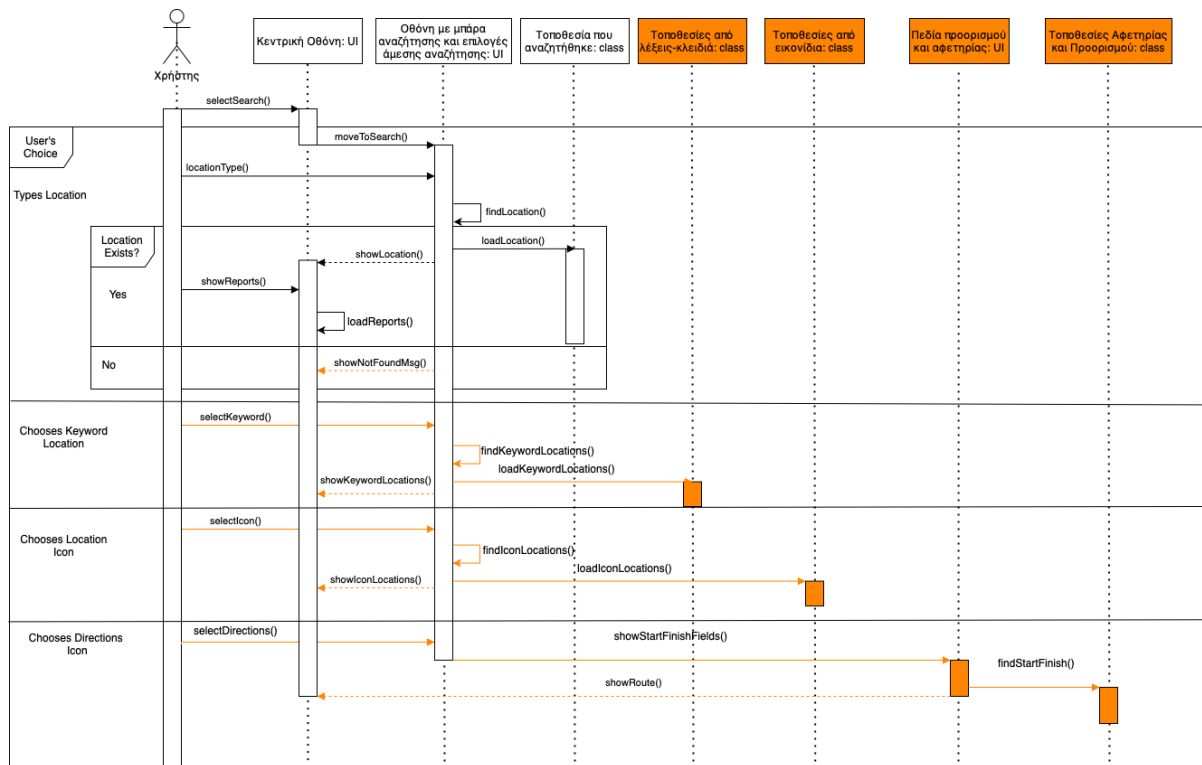 Χρήστης
Κεντρική Οθόνη: UI
Οθόνη με μπάρα
αναζήτησης και επιλογές
άμεσης αναζήτησης: UI
Τοποθεσία που
αναζητήθηκε: class
Τοποθεσίες από
λέξεις-κλειδιά: class
Τοποθεσίες από
εικονίδια: class
Πεδία προορισμού
και αφετηρίας: UI
Τοποθεσίες Αφετηρίας
και Προορισμού: class
selectSearch()
User's
Choice
moveToSearch()
locationType()
Types Location
findLocation()
Location
Exists?
loadLocation()
showLocation()
showReports()
Yes
loadReports()
No
showNotFoundMsg()
selectKeyword()
Chooses Keyword
Location
findKeywordLocations()
loadKeywordLocations()
showKeywordLocations()
selectIcon()
Chooses Location
Icon
findIconLocations()
loadIconLocations()
showIconLocations()
Chooses Directions
Icon
selectDirections()
showStartFinishFields()
findStartFinish()
showRoute()